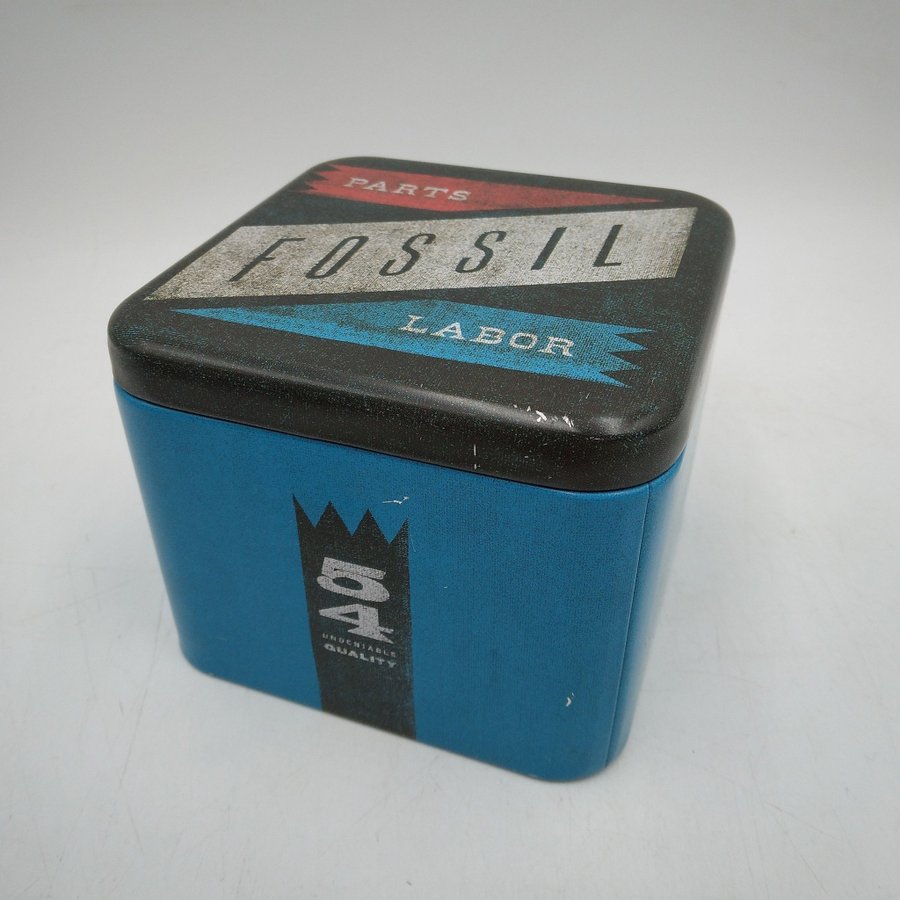 PARTS
FOSSIL
LABOR
54
UNDENIABLE
QUALITY